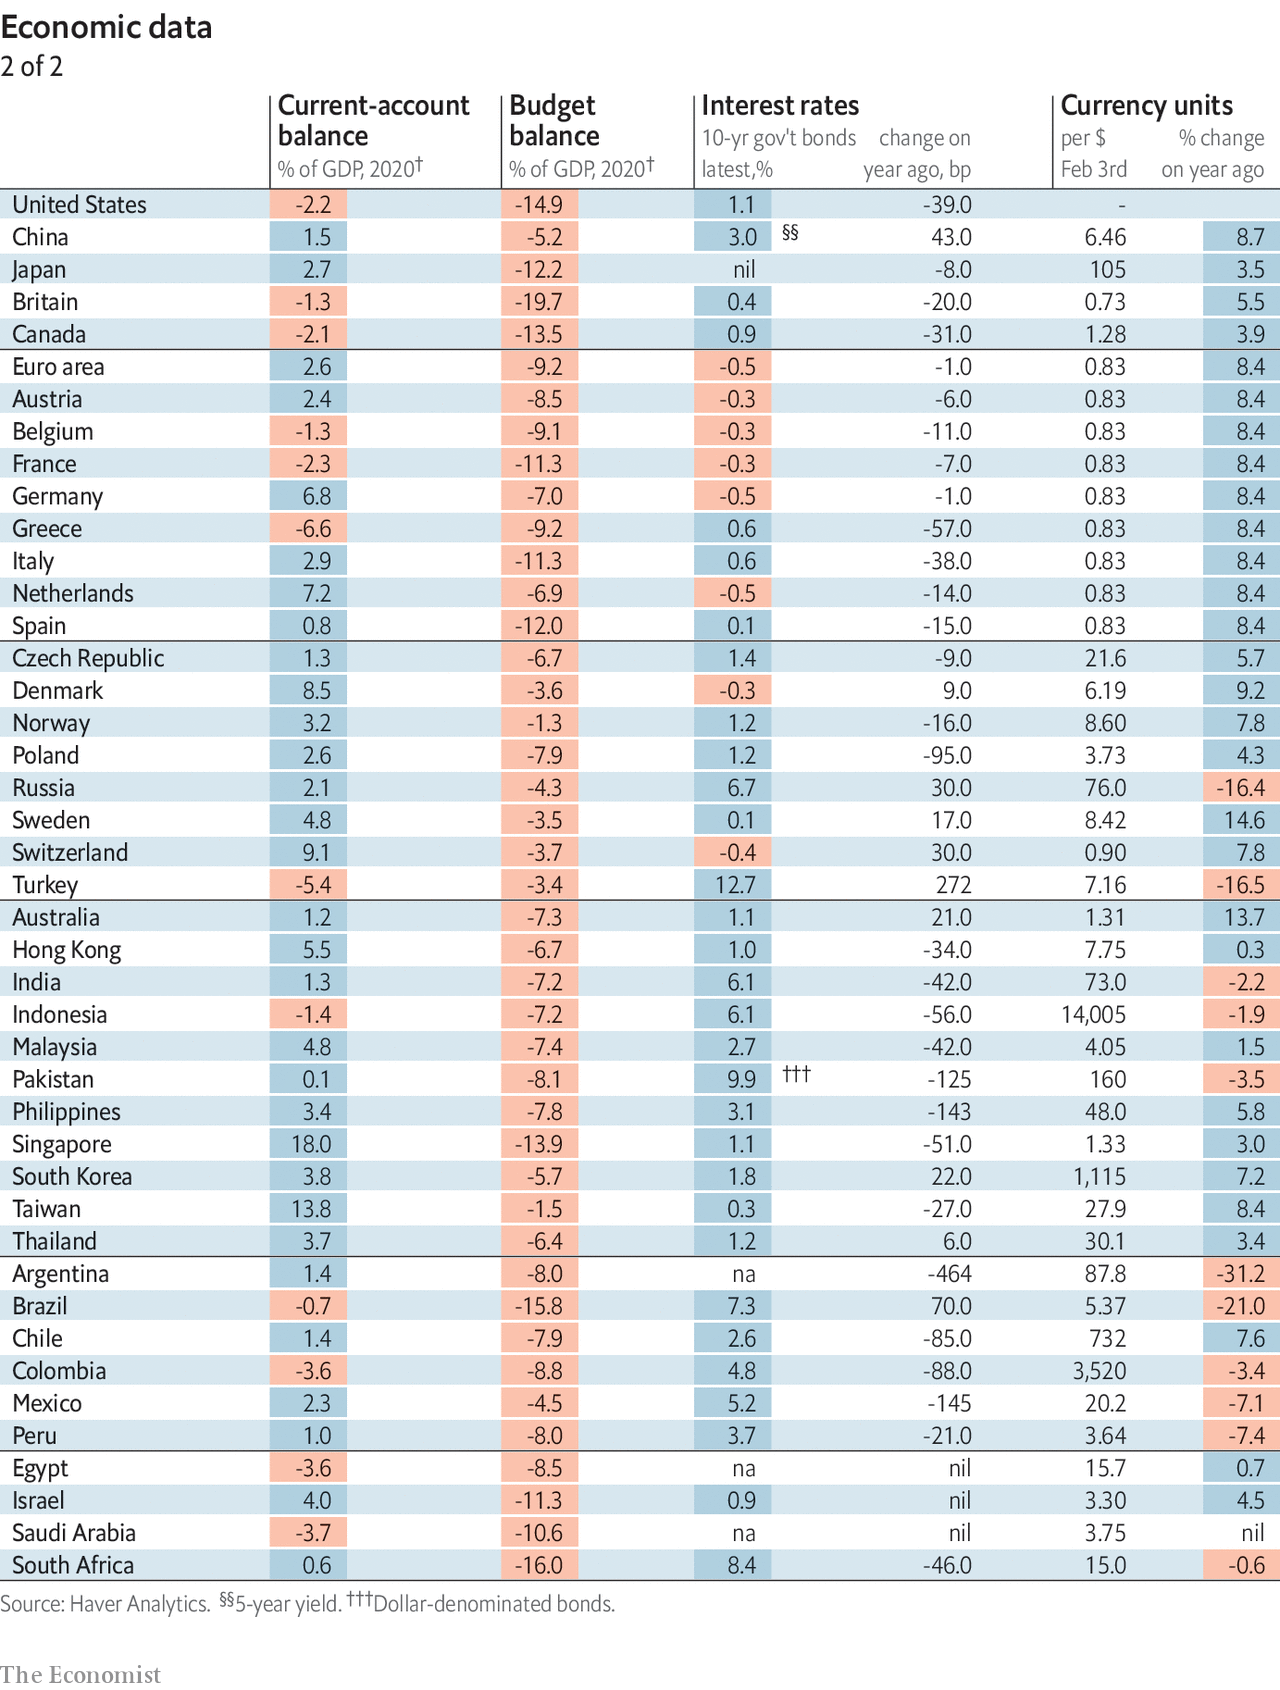 Economic data
2 of 2
Current-account balance % of GDP, 2020† Budget balance % of GDP, 2020† Interest rates 10-yr gov't bonds latest,% change on year ago, bp Currency units per $ Feb 3rd % change on year ago
United States -2.2 -14.9 1.1 -39.0 -
China 1.5 -5.2 3.0 §§ 43.0 6.46 8.7
Japan 2.7 -12.2 nil -8.0 105 3.5
Britain -1.3 -19.7 0.4 -20.0 0.73 5.5
Canada -2.1 -13.5 0.9 -31.0 1.28 3.9
Euro area 2.6 -9.2 -0.5 -1.0 0.83 8.4
Austria 2.4 -8.5 -0.3 -6.0 0.83 8.4
Belgium -1.3 -9.1 -0.3 -11.0 0.83 8.4
France -2.3 -11.3 -0.3 -7.0 0.83 8.4
Germany 6.8 -7.0 -0.5 -1.0 0.83 8.4
Greece -6.6 -9.2 0.6 -57.0 0.83 8.4
Italy 2.9 -11.3 0.6 -38.0 0.83 8.4
Netherlands 7.2 -6.9 -0.5 -14.0 0.83 8.4
Spain 0.8 -12.0 0.1 -15.0 0.83 8.4
Czech Republic 1.3 -6.7 1.4 -9.0 21.6 5.7
Denmark 8.5 -3.6 -0.3 9.0 6.19 9.2
Norway 3.2 -1.3 1.2 -16.0 8.60 7.8
Poland 2.6 -7.9 1.2 -95.0 3.73 4.3
Russia 2.1 -4.3 6.7 30.0 76.0 -16.4
Sweden 4.8 -3.5 0.1 17.0 8.42 14.6
Switzerland 9.1 -3.7 -0.4 30.0 0.90 7.8
Turkey -5.4 -3.4 12.7 272 7.16 -16.5
Australia 1.2 -7.3 1.1 21.0 1.31 13.7
Hong Kong 5.5 -6.7 1.0 -34.0 7.75 0.3
India 1.3 -7.2 6.1 -42.0 73.0 -2.2
Indonesia -1.4 -7.2 6.1 -56.0 14,005 -1.9
Malaysia 4.8 -7.4 2.7 -42.0 4.05 1.5
Pakistan 0.1 -8.1 9.9 ††† -125 160 -3.5
Philippines 3.4 -7.8 3.1 -143 48.0 5.8
Singapore 18.0 -13.9 1.1 -51.0 1.33 3.0
South Korea 3.8 -5.7 1.8 22.0 1,115 7.2
Taiwan 13.8 -1.5 0.3 -27.0 27.9 8.4
Thailand 3.7 -6.4 1.2 6.0 30.1 3.4
Argentina 1.4 -8.0 na -464 87.8 -31.2
Brazil -0.7 -15.8 7.3 70.0 5.37 -21.0
Chile 1.4 -7.9 2.6 -85.0 732 7.6
Colombia -3.6 -8.8 4.8 -88.0 3,520 -3.4
Mexico 2.3 -4.5 5.2 -145 20.2 -7.1
Peru 1.0 -8.0 3.7 -21.0 3.64 -7.4
Egypt -3.6 -8.5 na nil 15.7 0.7
Israel 4.0 -11.3 0.9 nil 3.30 4.5
Saudi Arabia -3.7 -10.6 na nil 3.75 nil
South Africa 0.6 -16.0 8.4 -46.0 15.0 -0.6
Source: Haver Analytics. §§5-year yield. †††Dollar-denominated bonds.
The Economist